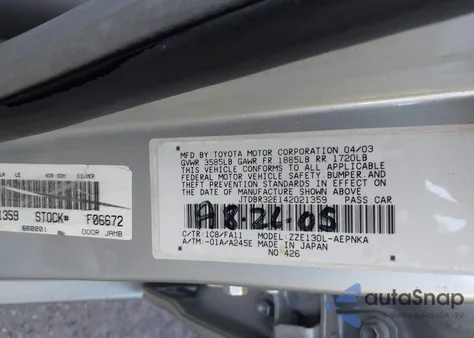 MFD BY TOYOTA MOTOR CORPORATION 04/03
GVWR 3585LB GAWR FR 1885LB RR 1720LB
THIS VEHICLE CONFORMS TO ALL APPLICABLE
FEDERAL MOTOR VEHICLE SAFETY BUMPER, AND
THEFT PREVENTION STANDARDS IN EFFECT ON
THE DATE OF MANUFACTURE SHOWN ABOVE.
JTDBR32E142021359 PASS CAR
C/TR: 1C8/FA11 MODEL: ZZE130L-AEPNKA
A/TM: -01A/A245E MADE IN JAPAN
NO. 426
SILVER
1359 STOCK# F06672
660001 DOOR JAMB
autoSnap